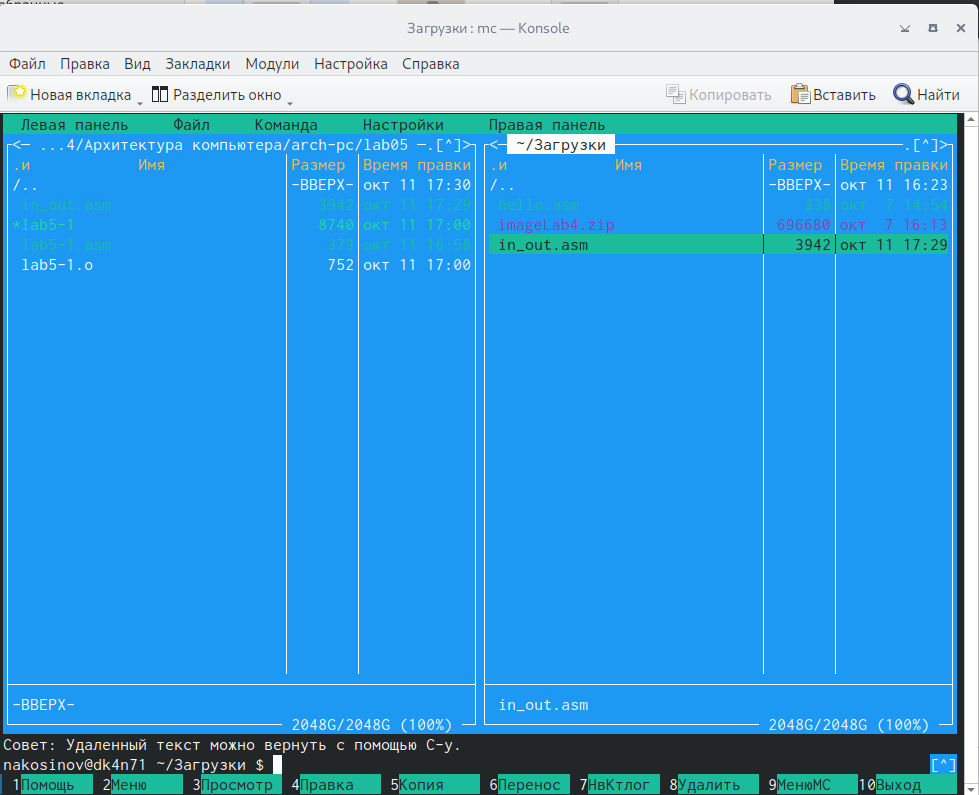 Загрузки : mc — Konsole
Файл Правка Вид Закладки Модули Настройка Справка
Новая вкладка Разделить окно Копировать Вставить Найти
Левая панель Файл Команда Настройки Правая панель
<— ...4/Архитектура компьютера/arch-pc/lab05 —.[^]> <— ~/Загрузки .[^]>
.и Имя Размер Время правки .и Имя Размер Время правки
/.. -ВВЕРХ- окт 11 17:30 /.. -ВВЕРХ- окт 11 16:23
in_out.asm 3942 окт 11 17:29 hello.asm 338 окт 7 14:54
*lab5-1 8740 окт 11 17:00 imageLab4.zip 696680 окт 7 16:13
lab5-1.asm 373 окт 11 16:58 in_out.asm 3942 окт 11 17:29
lab5-1.o 752 окт 11 17:00
-ВВЕРХ- in_out.asm
2048G/2048G (100%) 2048G/2048G (100%)
Совет: Удаленный текст можно вернуть с помощью C-y.
nakosinov@dk4n71 ~/Загрузки $ [^]
1Помощь 2Меню 3Просмотр 4Правка 5Копия 6Перенос 7НвКтлог 8Удалить 9МенюMC 10Выход